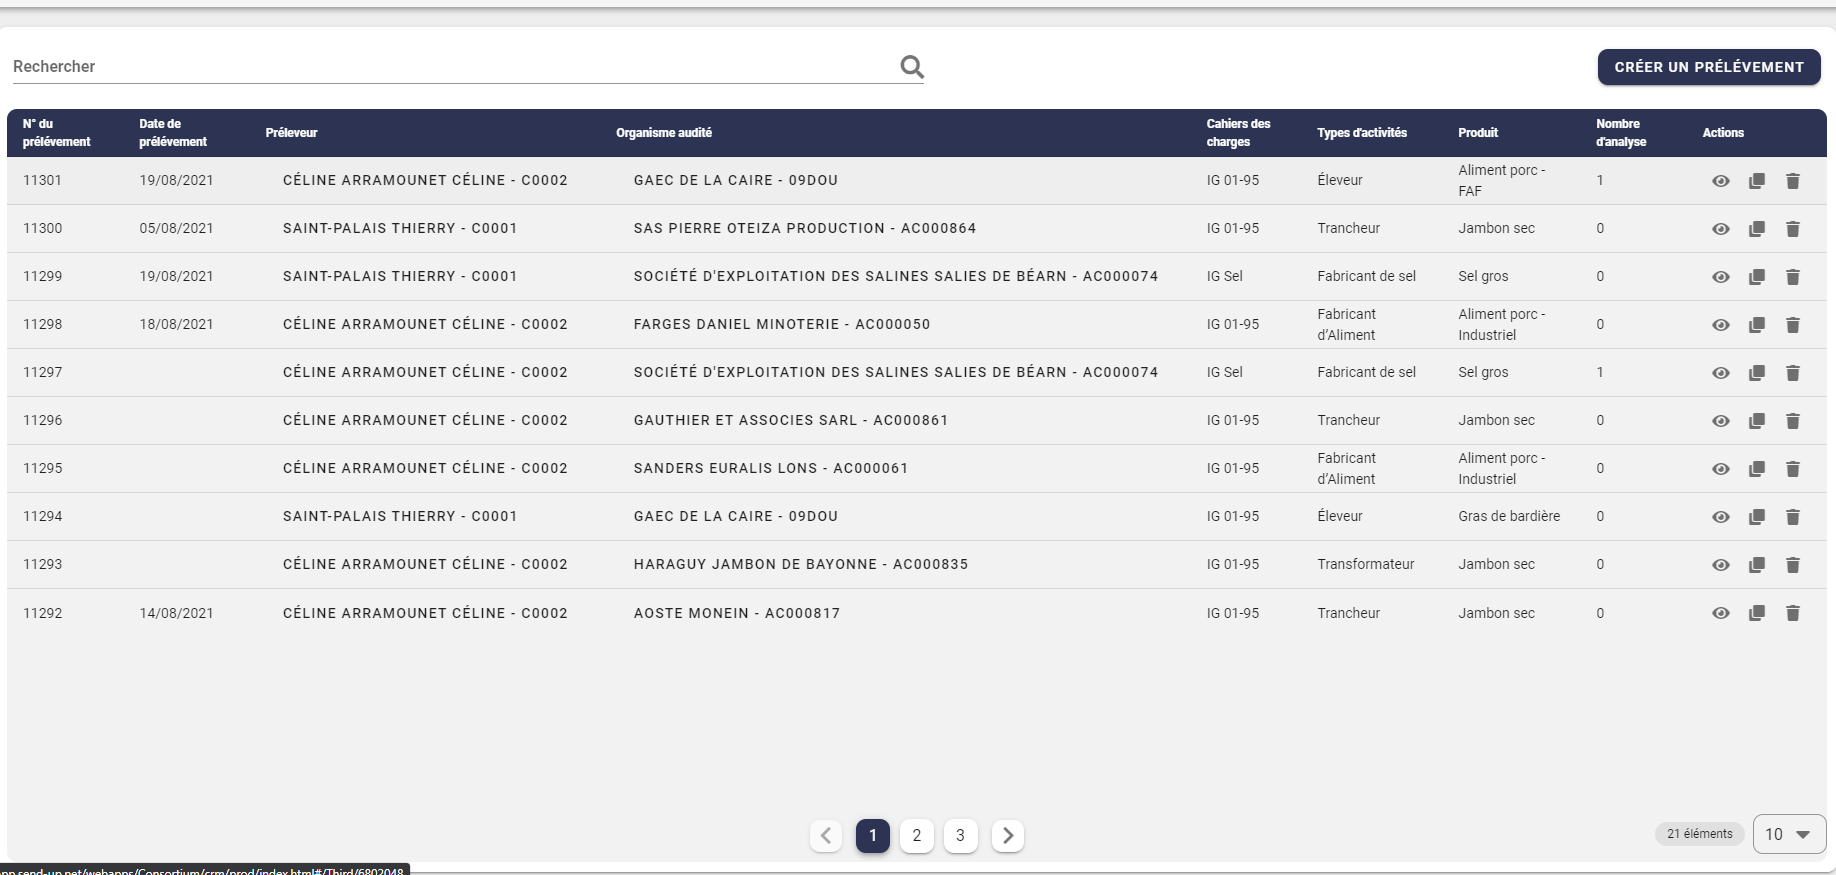 Rechercher
CRÉER UN PRÉLÉVEMENT
N° du prélévement Date de prélévement Préleveur Organisme audité Cahiers des charges Types d'activités Produit Nombre d'analyse Actions
11301 19/08/2021 CÉLINE ARRAMOUNET CÉLINE - C0002 GAEC DE LA CAIRE - 09DOU IG 01-95 Éleveur Aliment porc - FAF 1
11300 05/08/2021 SAINT-PALAIS THIERRY - C0001 SAS PIERRE OTEIZA PRODUCTION - AC000864 IG 01-95 Trancheur Jambon sec 0
11299 19/08/2021 SAINT-PALAIS THIERRY - C0001 SOCIÉTÉ D'EXPLOITATION DES SALINES SALIES DE BÉARN - AC000074 IG Sel Fabricant de sel Sel gros 0
11298 18/08/2021 CÉLINE ARRAMOUNET CÉLINE - C0002 FARGES DANIEL MINOTERIE - AC000050 IG 01-95 Fabricant d'Aliment Aliment porc - Industriel 0
11297 CÉLINE ARRAMOUNET CÉLINE - C0002 SOCIÉTÉ D'EXPLOITATION DES SALINES SALIES DE BÉARN - AC000074 IG Sel Fabricant de sel Sel gros 1
11296 CÉLINE ARRAMOUNET CÉLINE - C0002 GAUTHIER ET ASSOCIES SARL - AC000861 IG 01-95 Trancheur Jambon sec 0
11295 CÉLINE ARRAMOUNET CÉLINE - C0002 SANDERS EURALIS LONS - AC000061 IG 01-95 Fabricant d'Aliment Aliment porc - Industriel 0
11294 SAINT-PALAIS THIERRY - C0001 GAEC DE LA CAIRE - 09DOU IG 01-95 Éleveur Gras de bardière 0
11293 CÉLINE ARRAMOUNET CÉLINE - C0002 HARAGUY JAMBON DE BAYONNE - AC000835 IG 01-95 Transformateur Jambon sec 0
11292 14/08/2021 CÉLINE ARRAMOUNET CÉLINE - C0002 AOSTE MONEIN - AC000817 IG 01-95 Trancheur Jambon sec 0
1 2 3
21 éléments 10
pp.send-up.net/webapps/Consortium/crm/prod/index.html#/Third/6802048